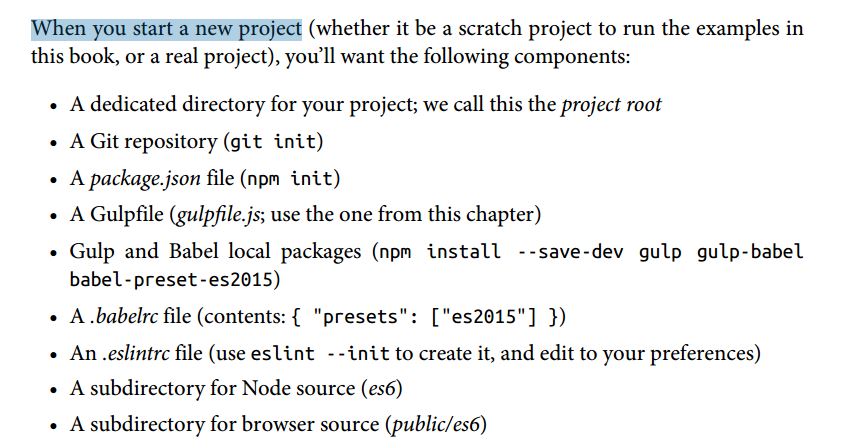 When you start a new project (whether it be a scratch project to run the examples in
this book, or a real project), you’ll want the following components:
• A dedicated directory for your project; we call this the project root
• A Git repository (git init)
• A package.json file (npm init)
• A Gulpfile (gulpfile.js; use the one from this chapter)
• Gulp and Babel local packages (npm install --save-dev gulp gulp-babel
babel-preset-es2015)
• A .babelrc file (contents: { "presets": ["es2015"] })
• An .eslintrc file (use eslint --init to create it, and edit to your preferences)
• A subdirectory for Node source (es6)
• A subdirectory for browser source (public/es6)